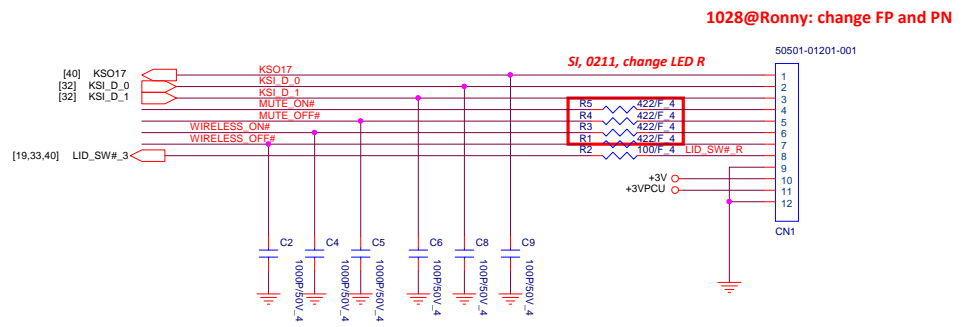 1028@Ronny: change FP and PN
50501-01201-001
SI, 0211, change LED R
[40] KSO17
KSO17
1
[32] KSI_D_0
KSI_D_0
2
[32] KSI_D_1
KSI_D_1
3
MUTE_ON#
R5
422/F_4
4
MUTE_OFF#
R4
422/F_4
5
WIRELESS_ON#
R3
422/F_4
6
WIRELESS_OFF#
R1
422/F_4
7
[19,33,40] LID_SW#_3
R2
100/F_4
LID_SW#_R
8
9
+3V
10
+3VPCU
11
12
CN1
C2
C4
C5
C6
C8
C9
1000P/50V_4
1000P/50V_4
1000P/50V_4
100P/50V_4
100P/50V_4
100P/50V_4